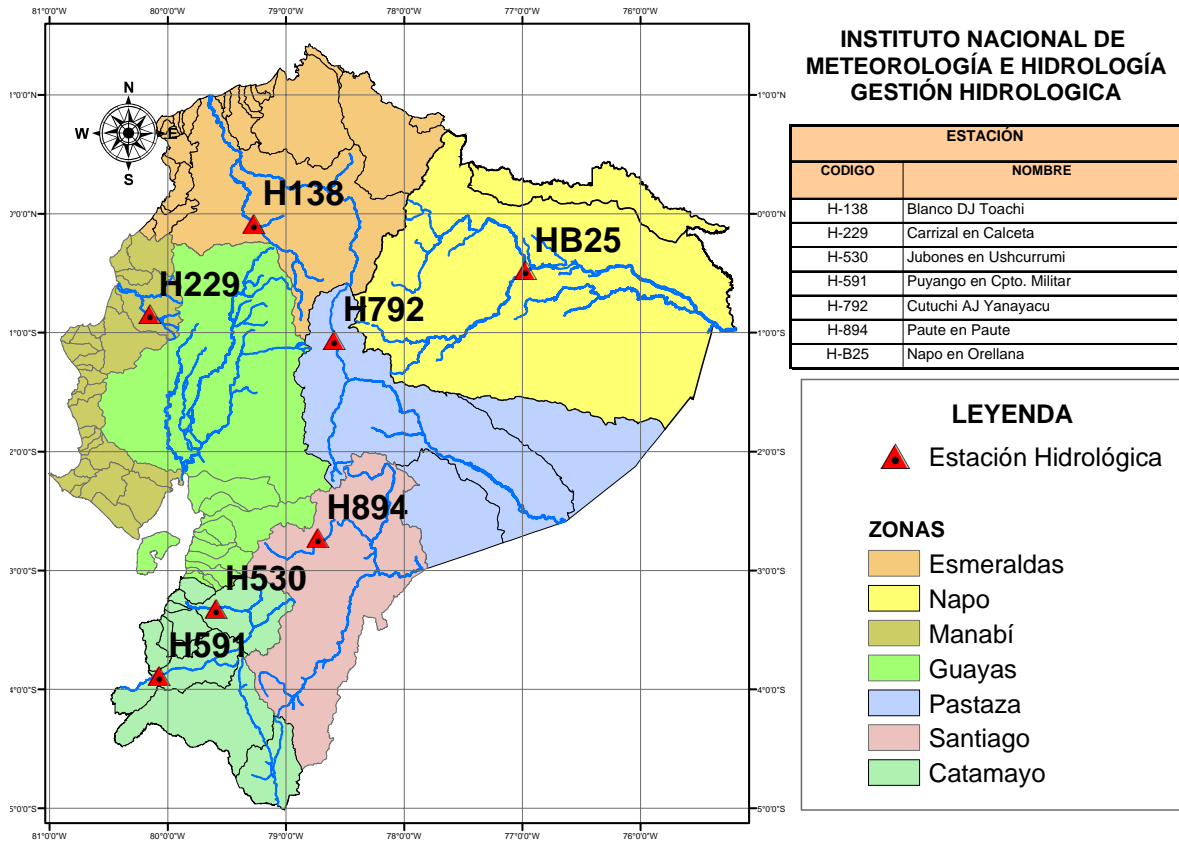 81°0'0"W 80°0'0"W 79°0'0"W 78°0'0"W 77°0'0"W 76°0'0"W
INSTITUTO NACIONAL DE
METEOROLOGÍA E HIDROLOGÍA
GESTIÓN HIDROLOGICA
ESTACIÓN
CODIGO NOMBRE
H-138 Blanco DJ Toachi
H-229 Carrizal en Calceta
H-530 Jubones en Ushcurrumi
H-591 Puyango en Cpto. Militar
H-792 Cutuchi AJ Yanayacu
H-894 Paute en Paute
H-B25 Napo en Orellana
LEYENDA
Estación Hidrológica
ZONAS
Esmeraldas
Napo
Manabí
Guayas
Pastaza
Santiago
Catamayo
N
W E
S
1°0'0"N 1°0'0"N
0°0'0" 0°0'0"
1°0'0"S 1°0'0"S
2°0'0"S 2°0'0"S
3°0'0"S 3°0'0"S
4°0'0"S 4°0'0"S
5°0'0"S 5°0'0"S
H138
HB25
H229
H792
H894
H530
H591
81°0'0"W 80°0'0"W 79°0'0"W 78°0'0"W 77°0'0"W 76°0'0"W